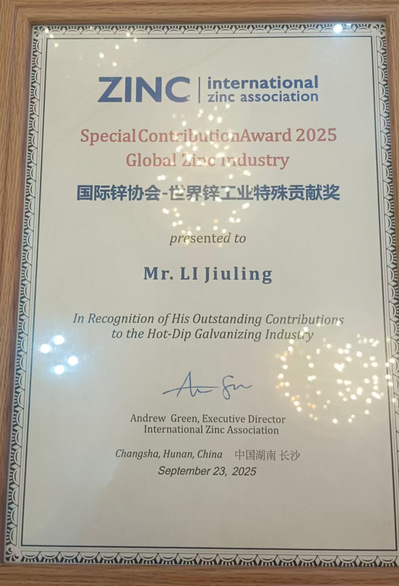 ZINC international
zinc association
Special Contribution Award 2025
Global Zinc Industry
国际锌协会-世界锌工业特殊贡献奖
presented to
Mr. LI Jiuling
In Recognition of His Outstanding Contributions
to the Hot-Dip Galvanizing Industry
Andrew Green, Executive Director
International Zinc Association
Changsha, Hunan, China 中国湖南 长沙
September 23, 2025